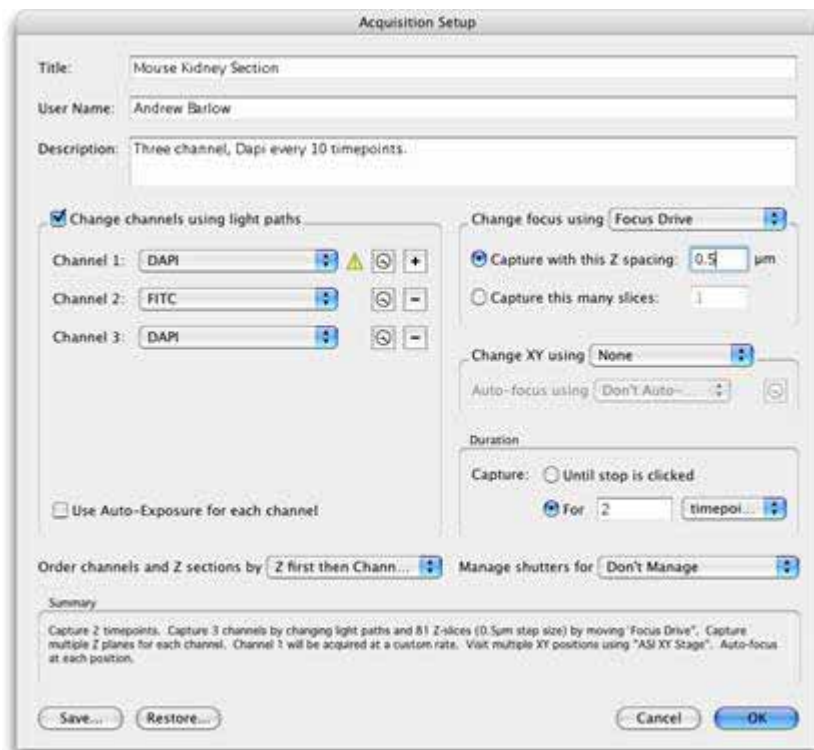 Acquisition Setup
Title: Mouse Kidney Section
User Name: Andrew Barlow
Description: Three channel, Dapi every 10 timepoints.
Change channels using light paths
Channel 1: DAPI +
Channel 2: FITC −
Channel 3: DAPI −
Use Auto-Exposure for each channel
Change focus using Focus Drive
Capture with this Z spacing: 0.5 µm
Capture this many slices: 1
Change XY using None
Auto-focus using Don't Auto-...
Duration
Capture: Until stop is clicked
For 2 timepoi...
Order channels and Z sections by Z first then Chann...
Manage shutters for Don't Manage
Summary
Capture 2 timepoints. Capture 3 channels by changing light paths and 81 Z-slices (0.5µm step size) by moving "Focus Drive". Capture
multiple Z planes for each channel. Channel 1 will be acquired at a custom rate. Visit multiple XY positions using "ASI XY Stage". Auto-focus
at each position.
Save... Restore... Cancel OK